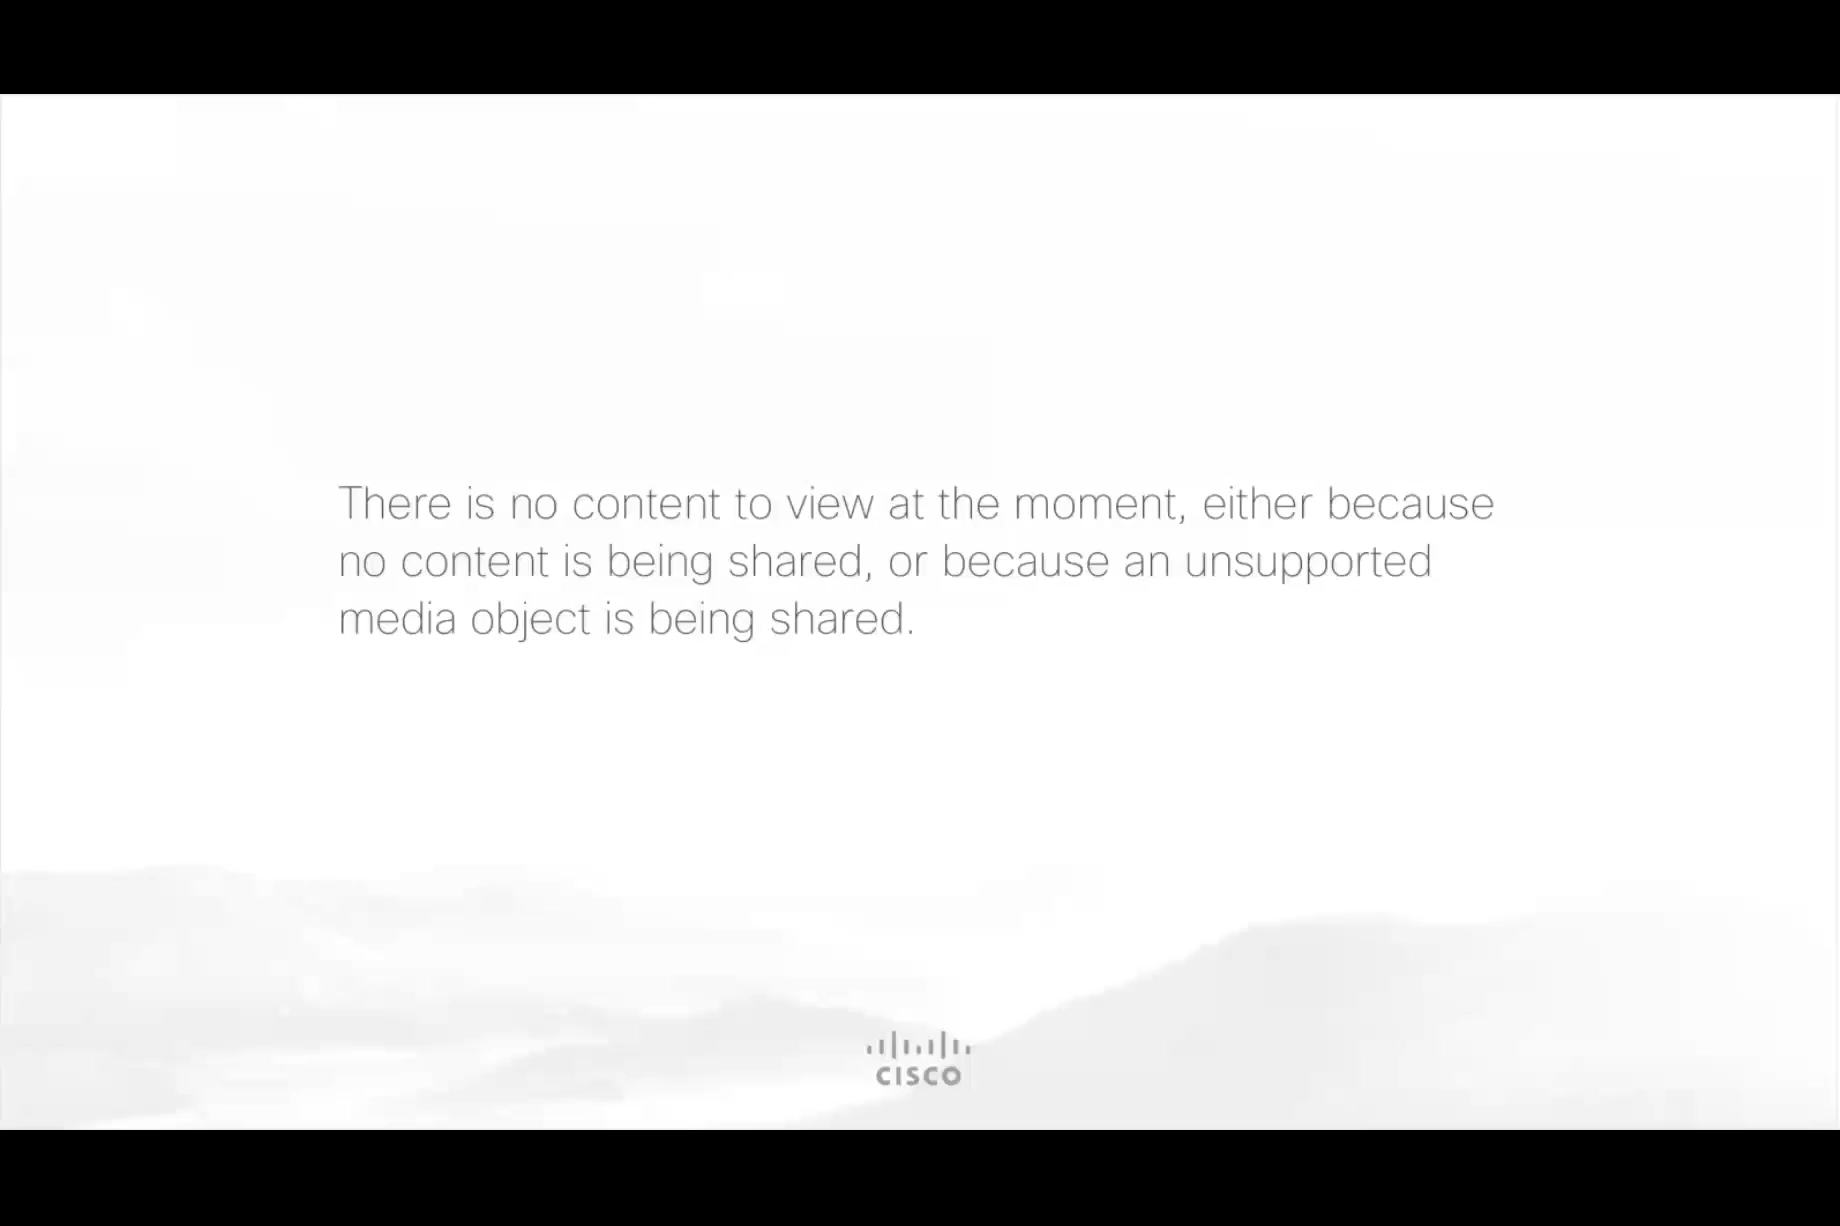 There is no content to view at the moment, either because
no content is being shared, or because an unsupported
media object is being shared.
CISCO